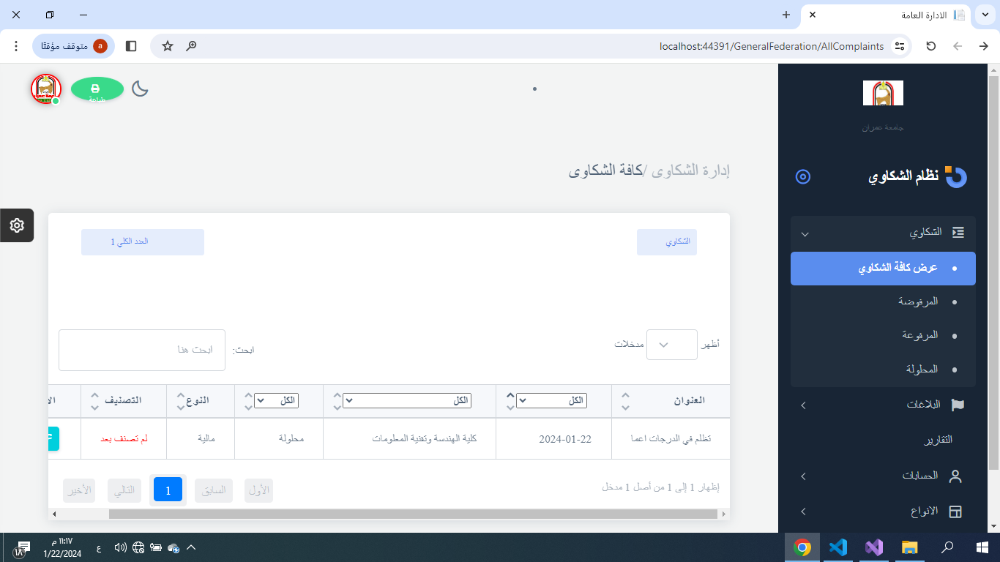 الادارة العامة
localhost:44391/GeneralFederation/AllComplaints
a متوقف مؤقتًا
طباعة
جامعة عمران
نظام الشكاوي
الشكاوي
عرض كافة الشكاوي
المرفوضة
المرفوعة
المحلولة
البلاغات
التقارير
الحسابات
الانواع
إدارة الشكاوى /كافة الشكاوى
الشكاوي
العدد الكلي 1
أظهر مدخلات
ابحث: ابحث هنا
العنوان الكل الكل الكل النوع التصنيف الا
تظلم في الدرجات اعما 2024-01-22 كلية الهندسة وتقنية المعلومات محلولة مالية لم تصنف بعد
إظهار 1 إلى 1 من أصل 1 مدخل
الأول السابق 1 التالي الأخير
ع
١١:١٧ م
1/22/2024
١٨